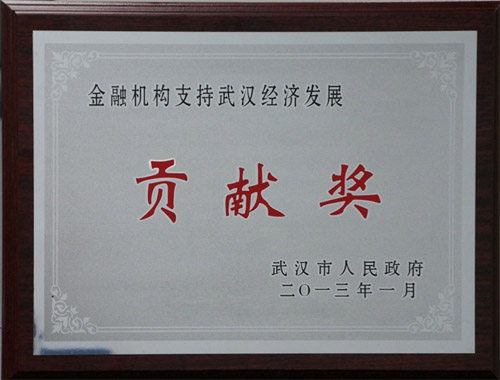 金融机构支持武汉经济发展
贡献奖
武汉市人民政府
二〇一三年一月